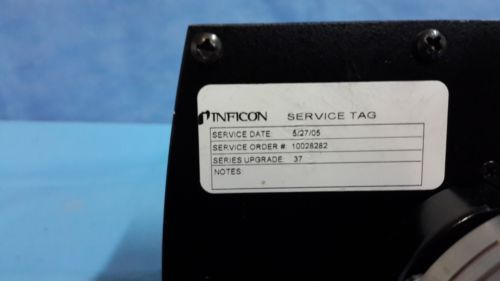 INFICON SERVICE TAG
SERVICE DATE: 5/27/05
SERVICE ORDER #: 10028282
SERIES UPGRADE: 37
NOTES: